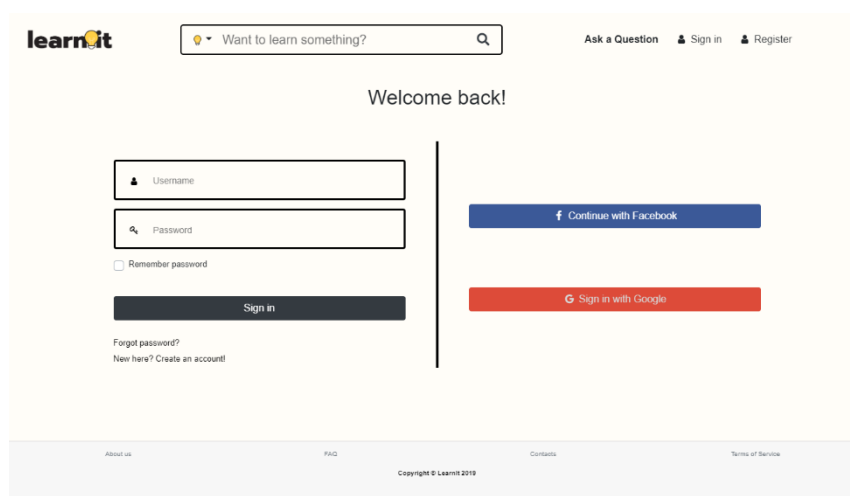 learnit
Want to learn something?
Ask a Question
Sign in
Register
Welcome back!
Username
Password
Remember password
Sign in
Forgot password?
New here? Create an account!
Continue with Facebook
G Sign in with Google
About us
FAQ
Contacts
Terms of Service
Copyright © LearnIt 2019